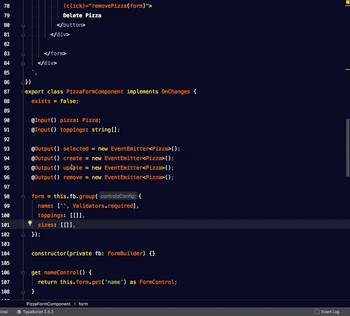 78 (click)="removePizza(form)">
79 Delete Pizza
80 </button>
81 </div>
82
83 </form>
84 </div>
85 `,
86 })
87 export class PizzaFormComponent implements OnChanges {
88 exists = false;
89
90 @Input() pizza: Pizza;
91 @Input() toppings: string[];
92
93 @Output() selected = new EventEmitter<Pizza>();
94 @Output() create = new EventEmitter<Pizza>();
95 @Output() update = new EventEmitter<Pizza>();
96 @Output() remove = new EventEmitter<Pizza>();
97
98 form = this.fb.group( controlsConfig: {
99 name: ['', Validators.required],
100 toppings: [[]],
101 sizes: [[]],
102 });
103
104 constructor(private fb: FormBuilder) {}
105
106 get nameControl() {
107 return this.form.get('name') as FormControl;
108 }
PizzaFormComponent › form
TypeScript 2.6.2
Event Log